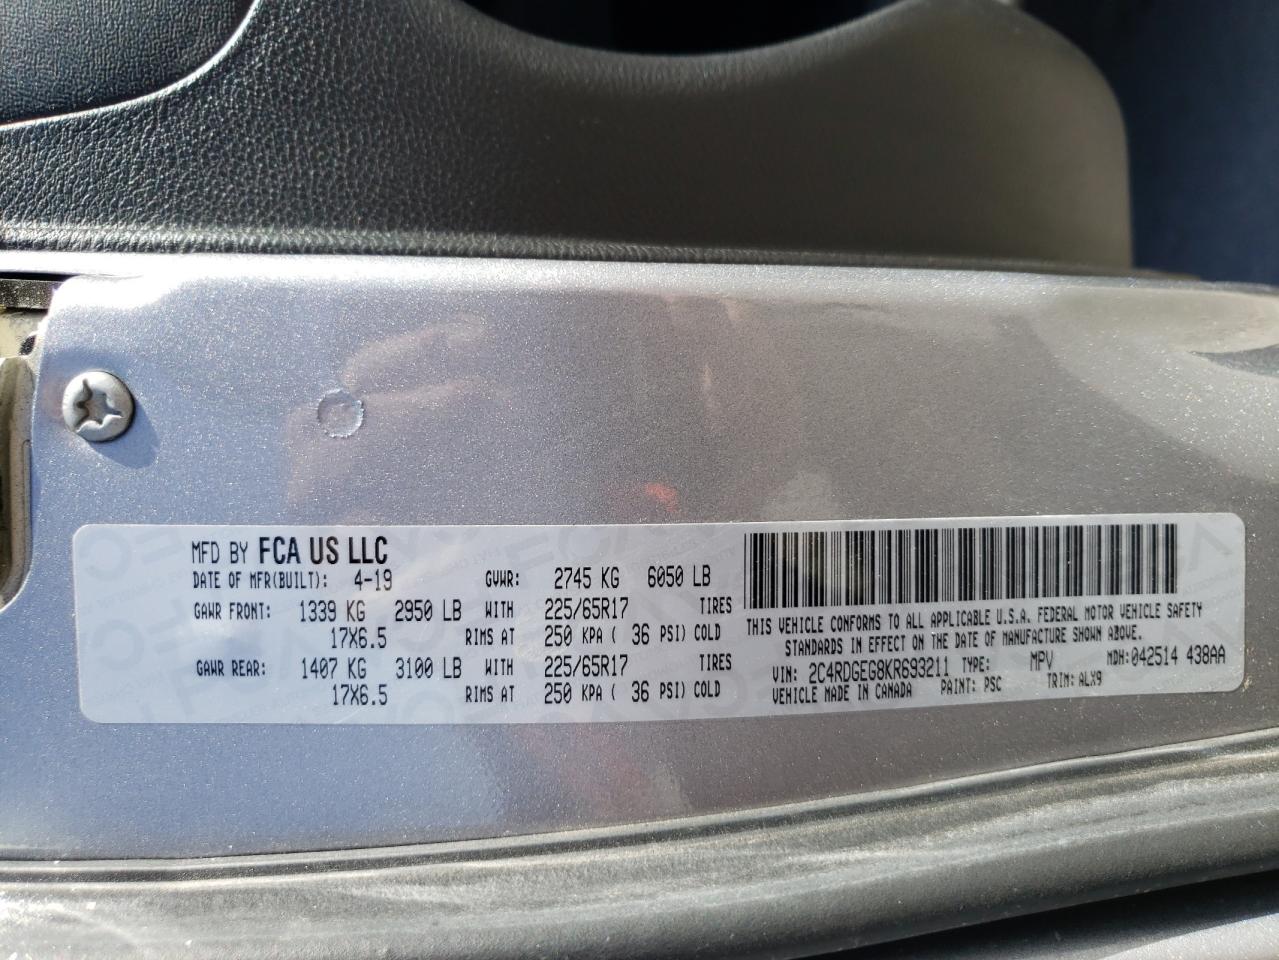 MFD BY FCA US LLC
DATE OF MFR(BUILT): 4-19 GVWR: 2745 KG 6050 LB
GAWR FRONT: 1339 KG 2950 LB WITH 225/65R17 TIRES
17X6.5 RIMS AT 250 KPA ( 36 PSI) COLD
GAWR REAR: 1407 KG 3100 LB WITH 225/65R17 TIRES
17X6.5 RIMS AT 250 KPA ( 36 PSI) COLD
THIS VEHICLE CONFORMS TO ALL APPLICABLE U.S.A. FEDERAL MOTOR VEHICLE SAFETY
STANDARDS IN EFFECT ON THE DATE OF MANUFACTURE SHOWN ABOVE.
VIN: 2C4RDGEG8KR693211 TYPE: MPV MDH:042514 438AA
VEHICLE MADE IN CANADA PAINT: PSC TRIM: ALX9